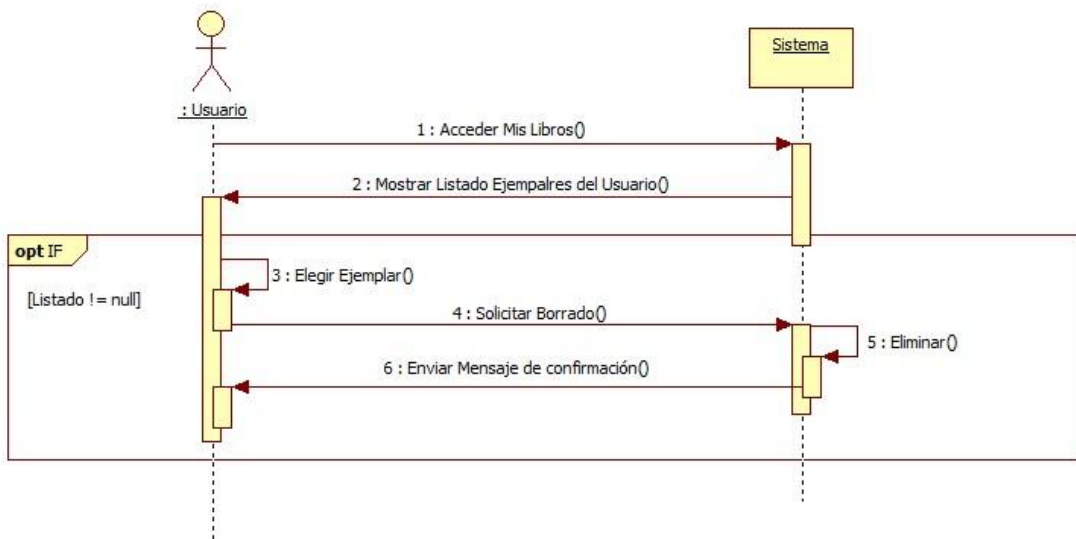 : Usuario
Sistema
1 : Acceder Mis Libros()
2 : Mostrar Listado Ejempalres del Usuario()
opt IF
[Listado != null]
3 : Elegir Ejemplar()
4 : Solicitar Borrado()
5 : Eliminar()
6 : Enviar Mensaje de confirmación()